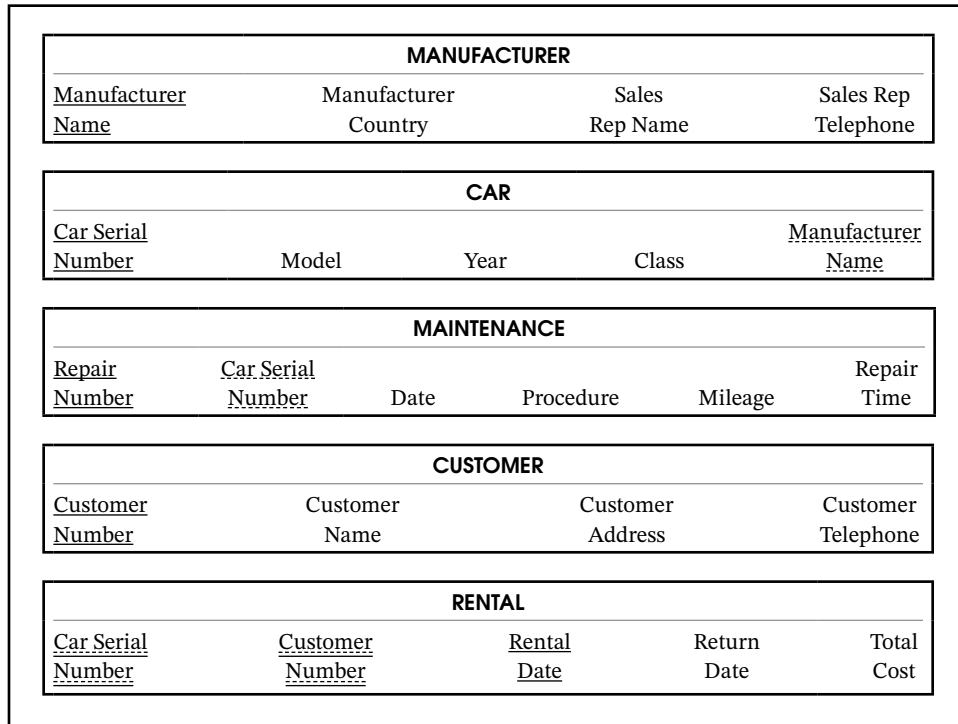 MANUFACTURER
Manufacturer Manufacturer Sales Sales Rep
Name Country Rep Name Telephone
CAR
Car Serial Manufacturer
Number Model Year Class Name
MAINTENANCE
Repair Car Serial Repair
Number Number Date Procedure Mileage Time
CUSTOMER
Customer Customer Customer Customer
Number Name Address Telephone
RENTAL
Car Serial Customer Rental Return Total
Number Number Date Date Cost